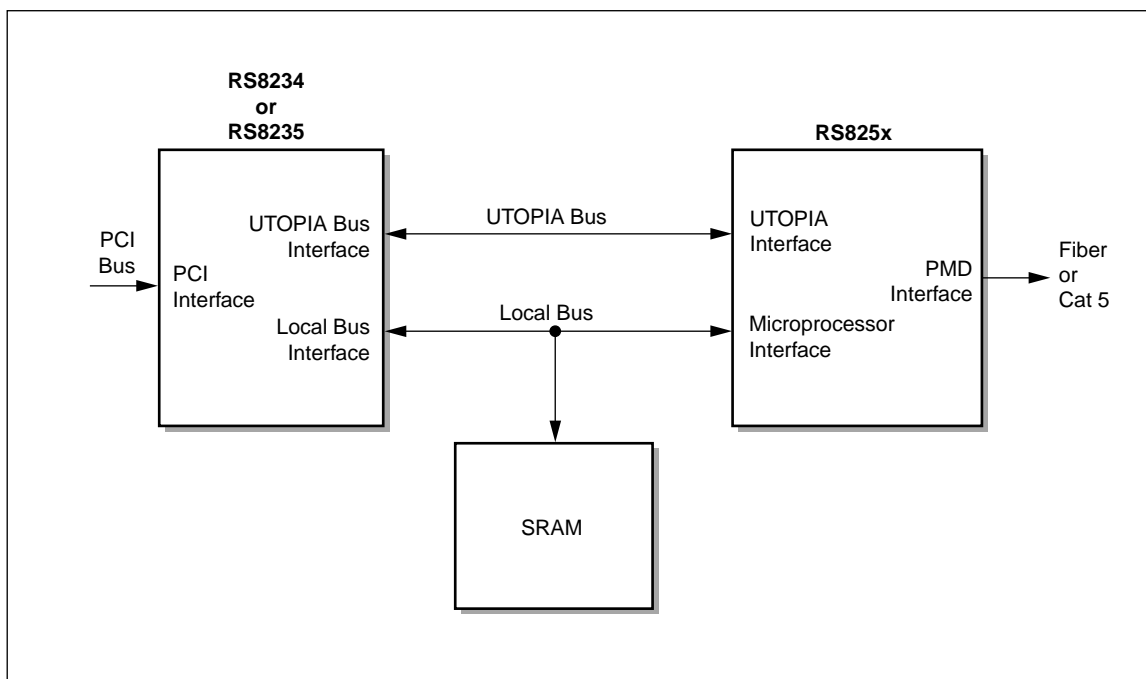 RS8234
or
RS8235
RS825x
PCI
Bus
PCI
Interface
UTOPIA Bus
Interface
Local Bus
Interface
UTOPIA Bus
Local Bus
UTOPIA
Interface
Microprocessor
Interface
PMD
Interface
Fiber
or
Cat 5
SRAM